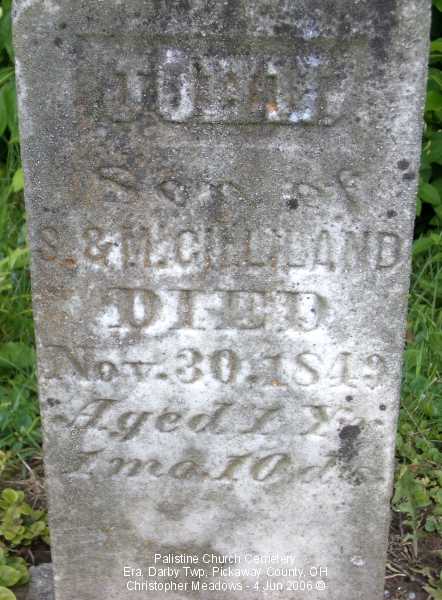 Son of
S. & M. GILLILAND
DIED
Nov. 30. 1849
Aged 1 Yr
1 mo. 10 ds.
Palistine Church Cemetery
Era, Darby Twp, Pickaway County, OH
Christopher Meadows - 4 Jun 2006 ©